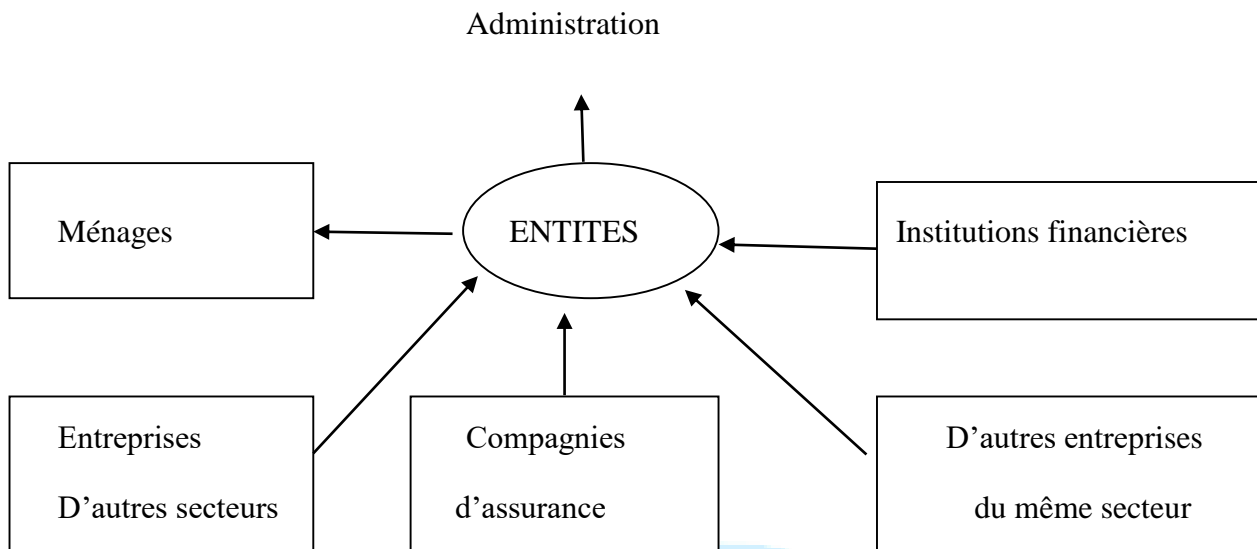 Administration
Ménages
ENTITES
Institutions financières
Entreprises
D’autres secteurs
Compagnies
d’assurance
D’autres entreprises
du même secteur